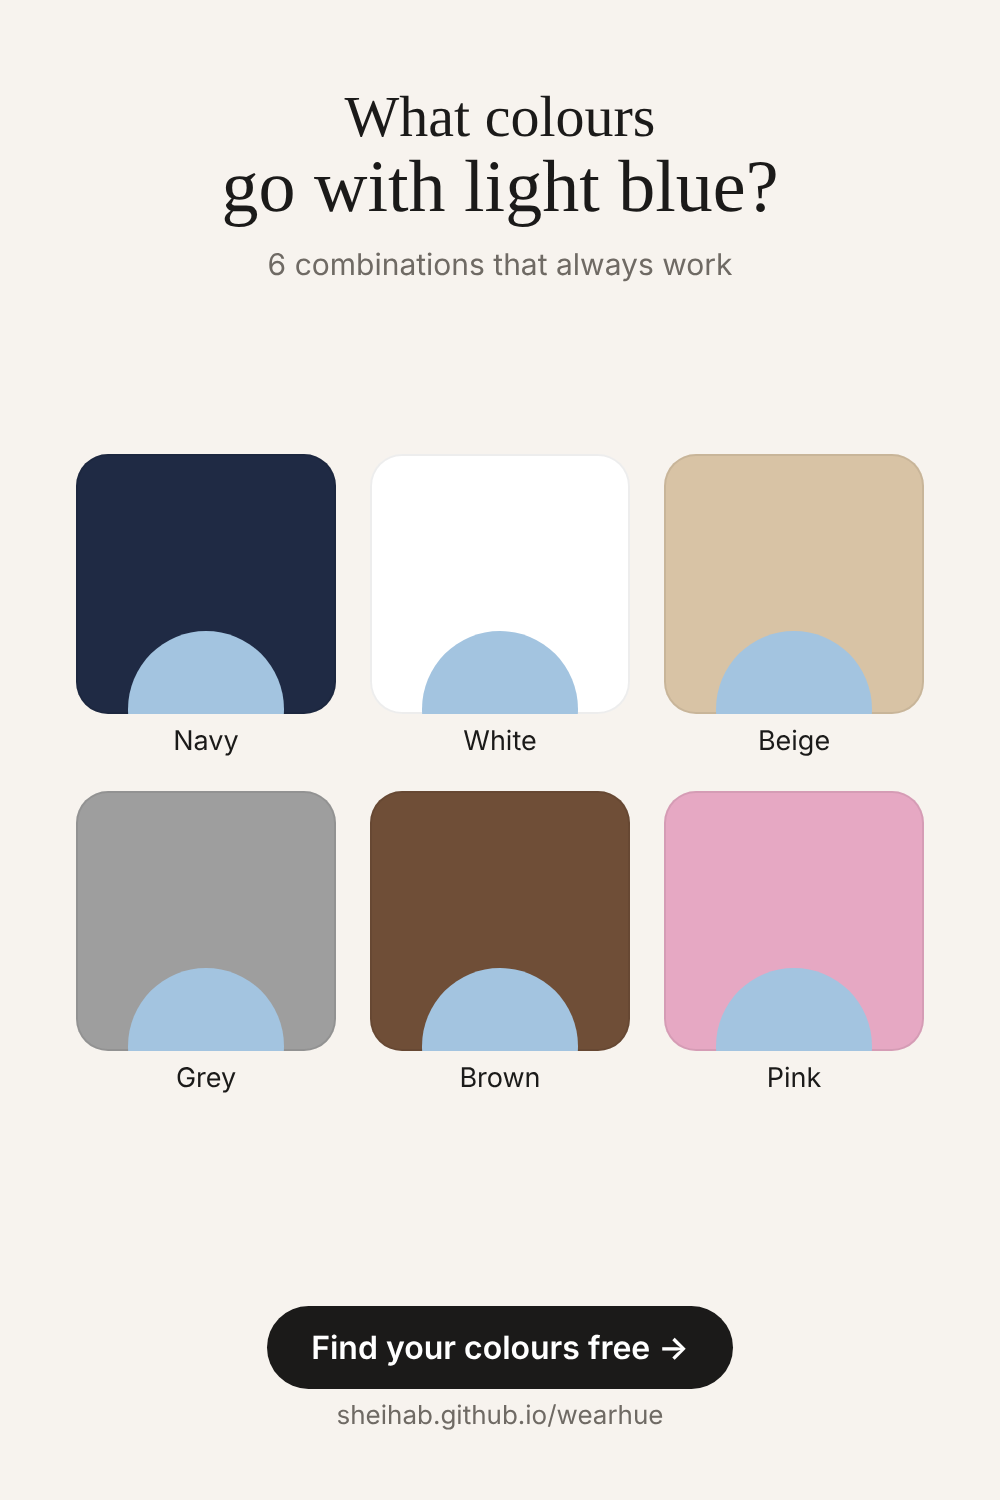 What colours
go with light blue?
6 combinations that always work
Navy
White
Beige
Grey
Brown
Pink
Find your colours free →
sheihab.github.io/wearhue